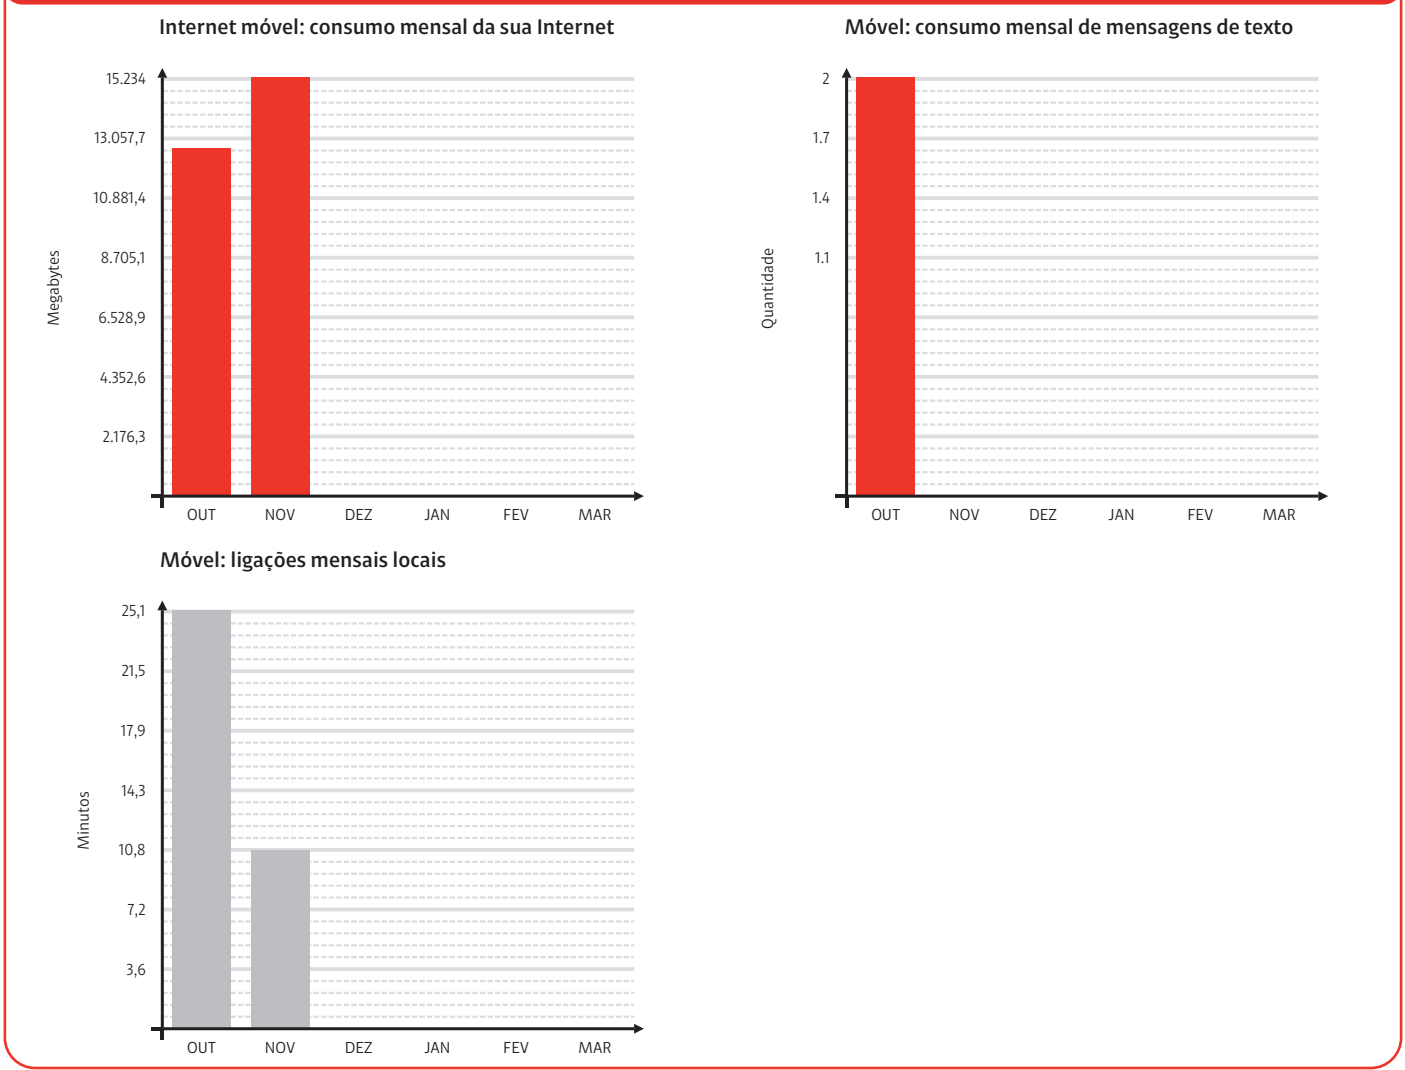 Internet móvel: consumo mensal da sua Internet
15.234
13.057,7
10.881,4
8.705,1
6.528,9
4.352,6
2.176,3
Megabytes
OUT NOV DEZ JAN FEV MAR
Móvel: consumo mensal de mensagens de texto
2
1.7
1.4
1.1
Quantidade
OUT NOV DEZ JAN FEV MAR
Móvel: ligações mensais locais
25,1
21,5
17,9
14,3
10,8
7,2
3,6
Minutos
OUT NOV DEZ JAN FEV MAR